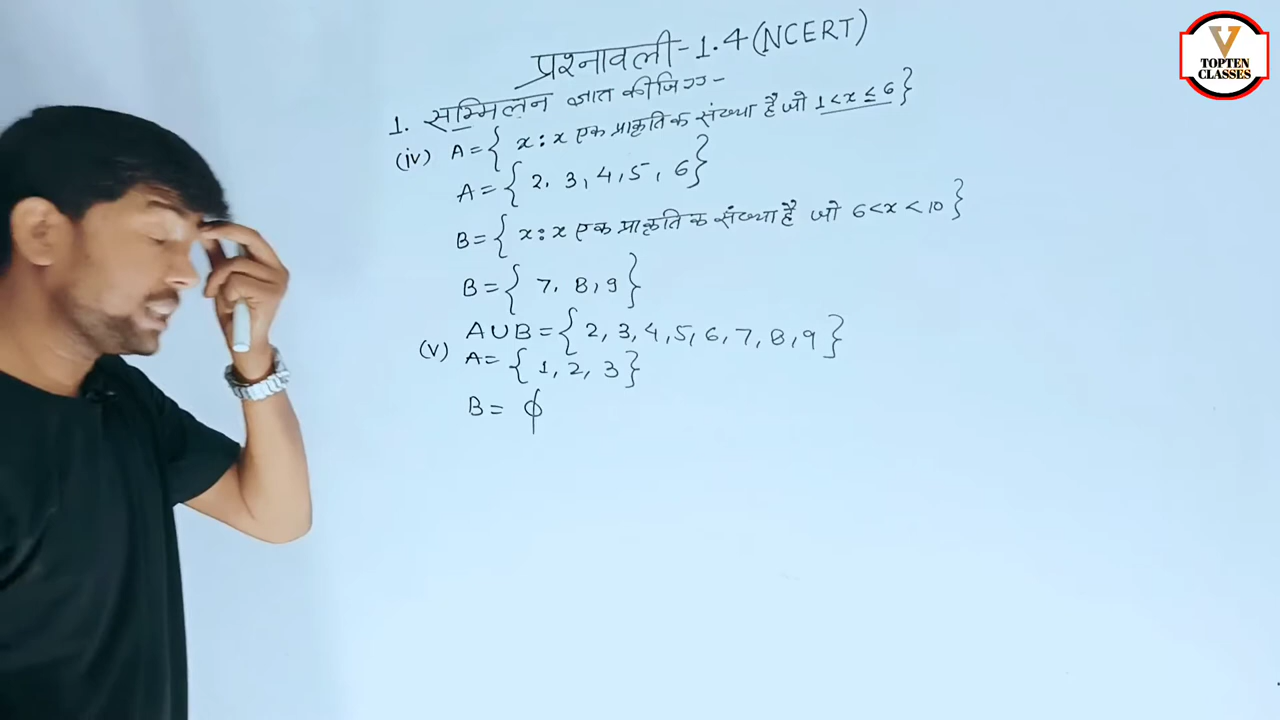 प्रश्नावली-1.4(NCERT)
V
TOPTEN
CLASSES
1. सम्मिलन ज्ञात कीजिए-
(iv) A={ x:x एक प्राकृतिक संख्या है जो 1<x≤6}
A={ 2, 3, 4, 5, 6}
B={ x:x एक प्राकृतिक संख्या है जो 6<x<10}
B={ 7, 8, 9}
A∪B={ 2, 3, 4, 5, 6, 7, 8, 9}
(v) A={ 1, 2, 3}
B= ϕ